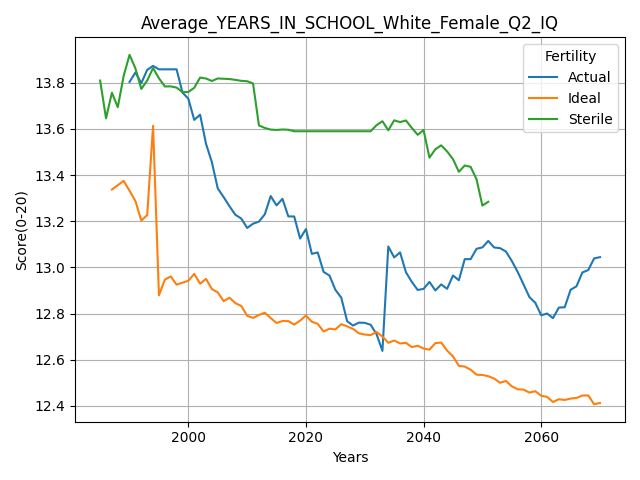 Average_YEARS_IN_SCHOOL_White_Female_Q2_IQ
Fertility
Actual
Ideal
Sterile
Score(0-20)
13.8
13.6
13.4
13.2
13.0
12.8
12.6
12.4
2000 2020 2040 2060
Years